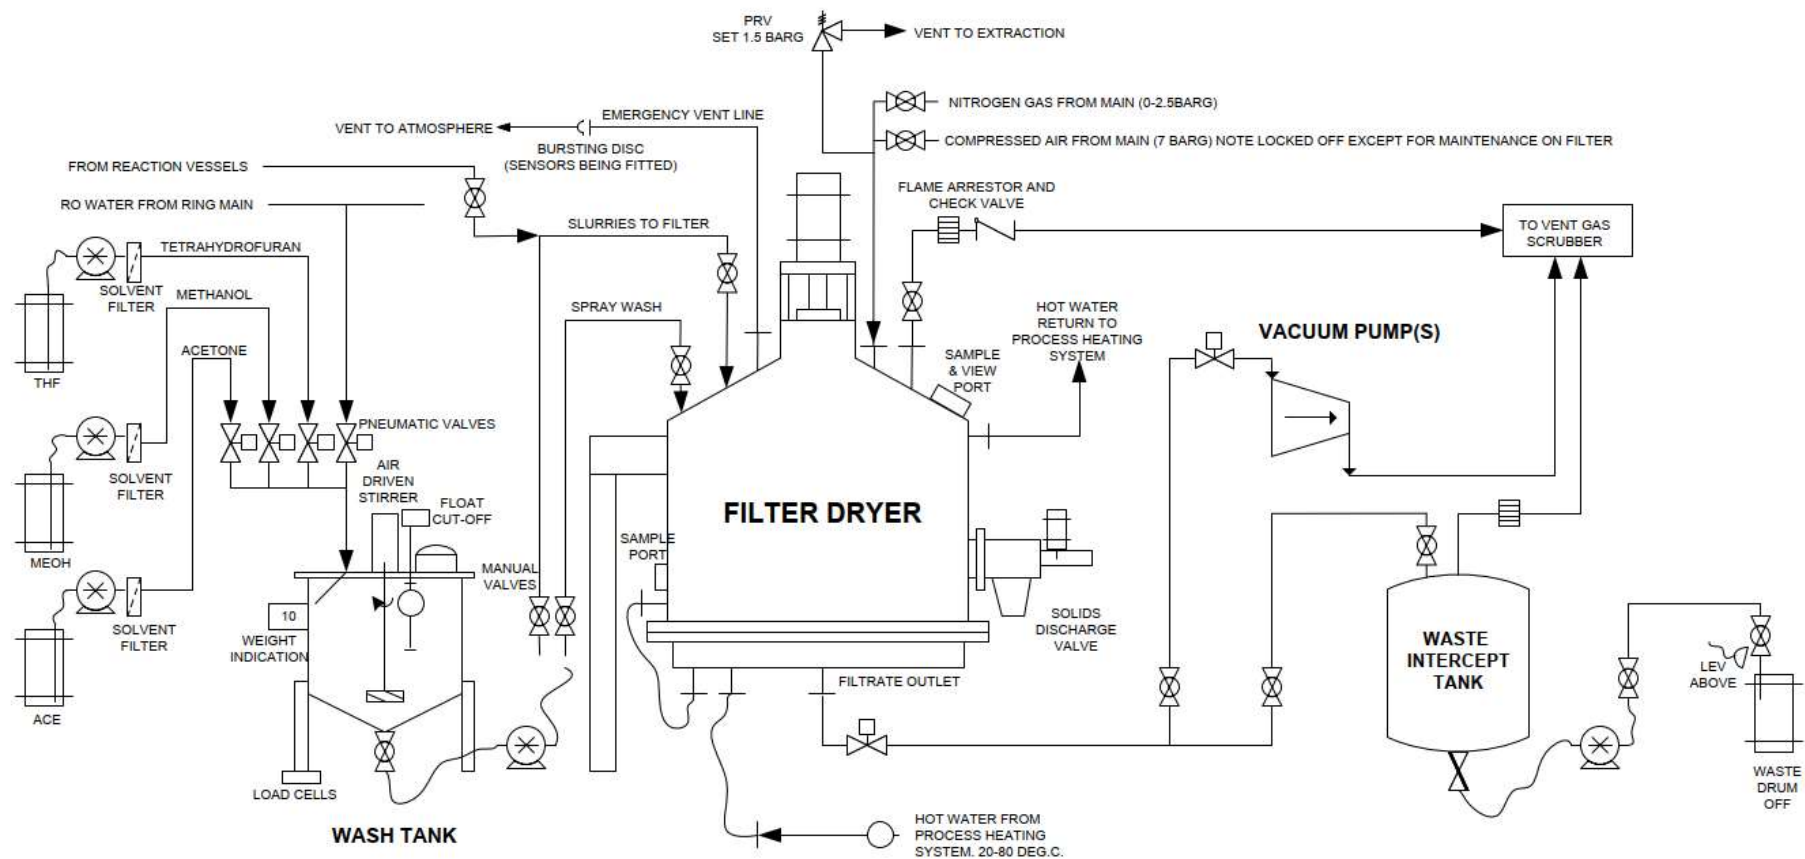 PRV
SET 1.5 BARG
VENT TO EXTRACTION
NITROGEN GAS FROM MAIN (0-2.5BARG)
EMERGENCY VENT LINE
VENT TO ATMOSPHERE
COMPRESSED AIR FROM MAIN (7 BARG) NOTE LOCKED OFF EXCEPT FOR MAINTENANCE ON FILTER
BURSTING DISC
(SENSORS BEING FITTED)
FROM REACTION VESSELS
FLAME ARRESTOR AND
CHECK VALVE
RO WATER FROM RING MAIN
SLURRIES TO FILTER
TO VENT GAS
SCRUBBER
TETRAHYDROFURAN
SOLVENT
FILTER
METHANOL
SPRAY WASH
HOT WATER
RETURN TO
PROCESS HEATING
SYSTEM
VACUUM PUMP(S)
ACETONE
SAMPLE
& VIEW
PORT
THF
PNEUMATIC VALVES
AIR
DRIVEN
STIRRER
SOLVENT
FILTER
FLOAT
CUT-OFF
FILTER DRYER
SAMPLE
PORT
MEOH
MANUAL
VALVES
10
WEIGHT
INDICATION
SOLVENT
FILTER
SOLIDS
DISCHARGE
VALVE
WASTE
INTERCEPT
TANK
LEV
ABOVE
FILTRATE OUTLET
ACE
LOAD CELLS
WASTE
DRUM
OFF
WASH TANK
HOT WATER FROM
PROCESS HEATING
SYSTEM. 20-80 DEG.C.